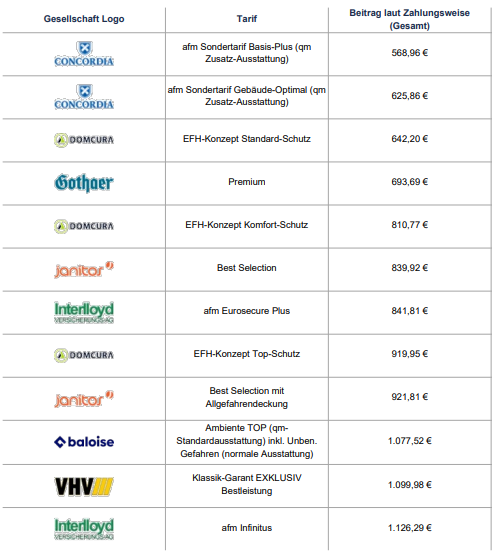 Gesellschaft Logo
Tarif
Beitrag laut Zahlungsweise
(Gesamt)
CONCORDIA
afm Sondertarif Basis-Plus (qm
Zusatz-Ausstattung)
568,96 €
CONCORDIA
afm Sondertarif Gebäude-Optimal (qm
Zusatz-Ausstattung)
625,86 €
DOMCURA
EFH-Konzept Standard-Schutz
642,20 €
Gothaer
Premium
693,69 €
DOMCURA
EFH-Konzept Komfort-Schutz
810,77 €
janitor
Best Selection
839,92 €
Interlloyd
VERSICHERUNGS-AG
afm Eurosecure Plus
841,81 €
DOMCURA
EFH-Konzept Top-Schutz
919,95 €
janitor
Best Selection mit
Allgefahrendeckung
921,81 €
baloise
Ambiente TOP (qm-
Standardausstattung) inkl. Unben.
Gefahren (normale Ausstattung)
1.077,52 €
VHV
Klassik-Garant EXKLUSIV
Bestleistung
1.099,98 €
Interlloyd
VERSICHERUNGS-AG
afm Infinitus
1.126,29 €